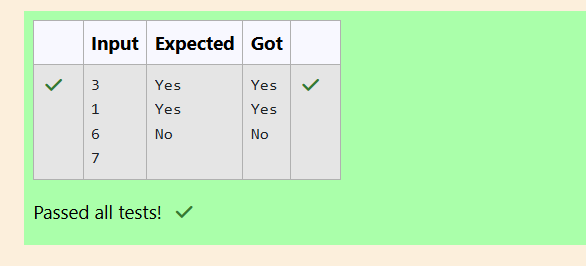 Input Expected Got
3 Yes Yes
1 Yes Yes
6 No No
7
Passed all tests!